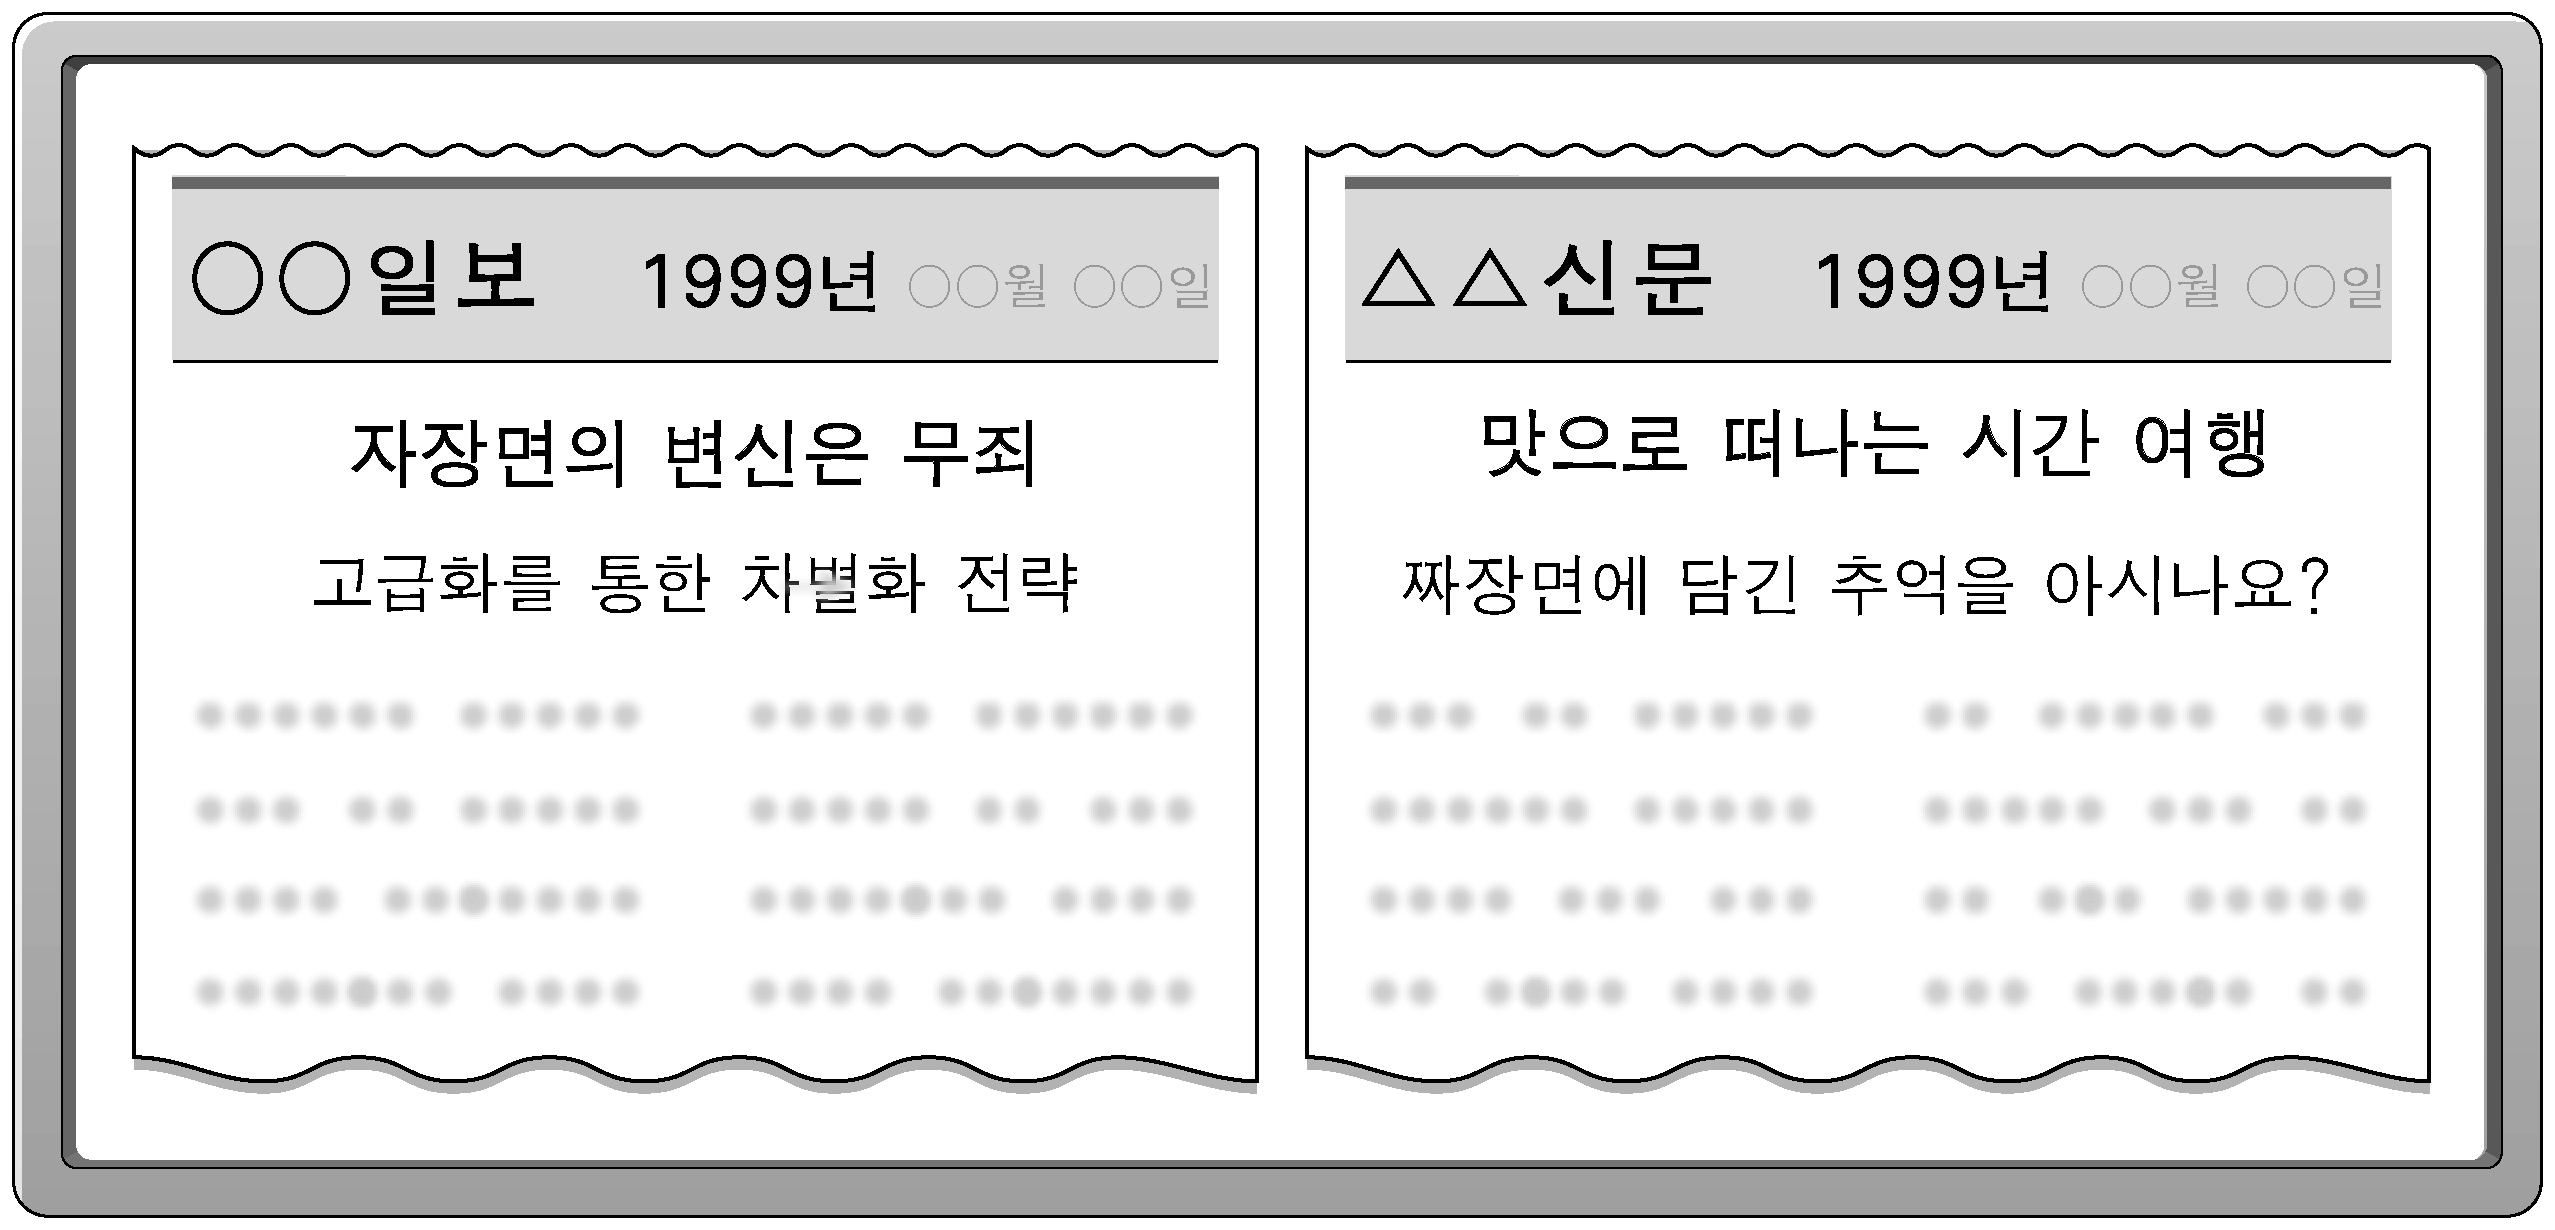 ○○일보 1999년 ○○월 ○○일
자장면의 변신은 무죄
고급화를 통한 차별화 전략
△△신문 1999년 ○○월 ○○일
맛으로 떠나는 시간 여행
짜장면에 담긴 추억을 아시나요?